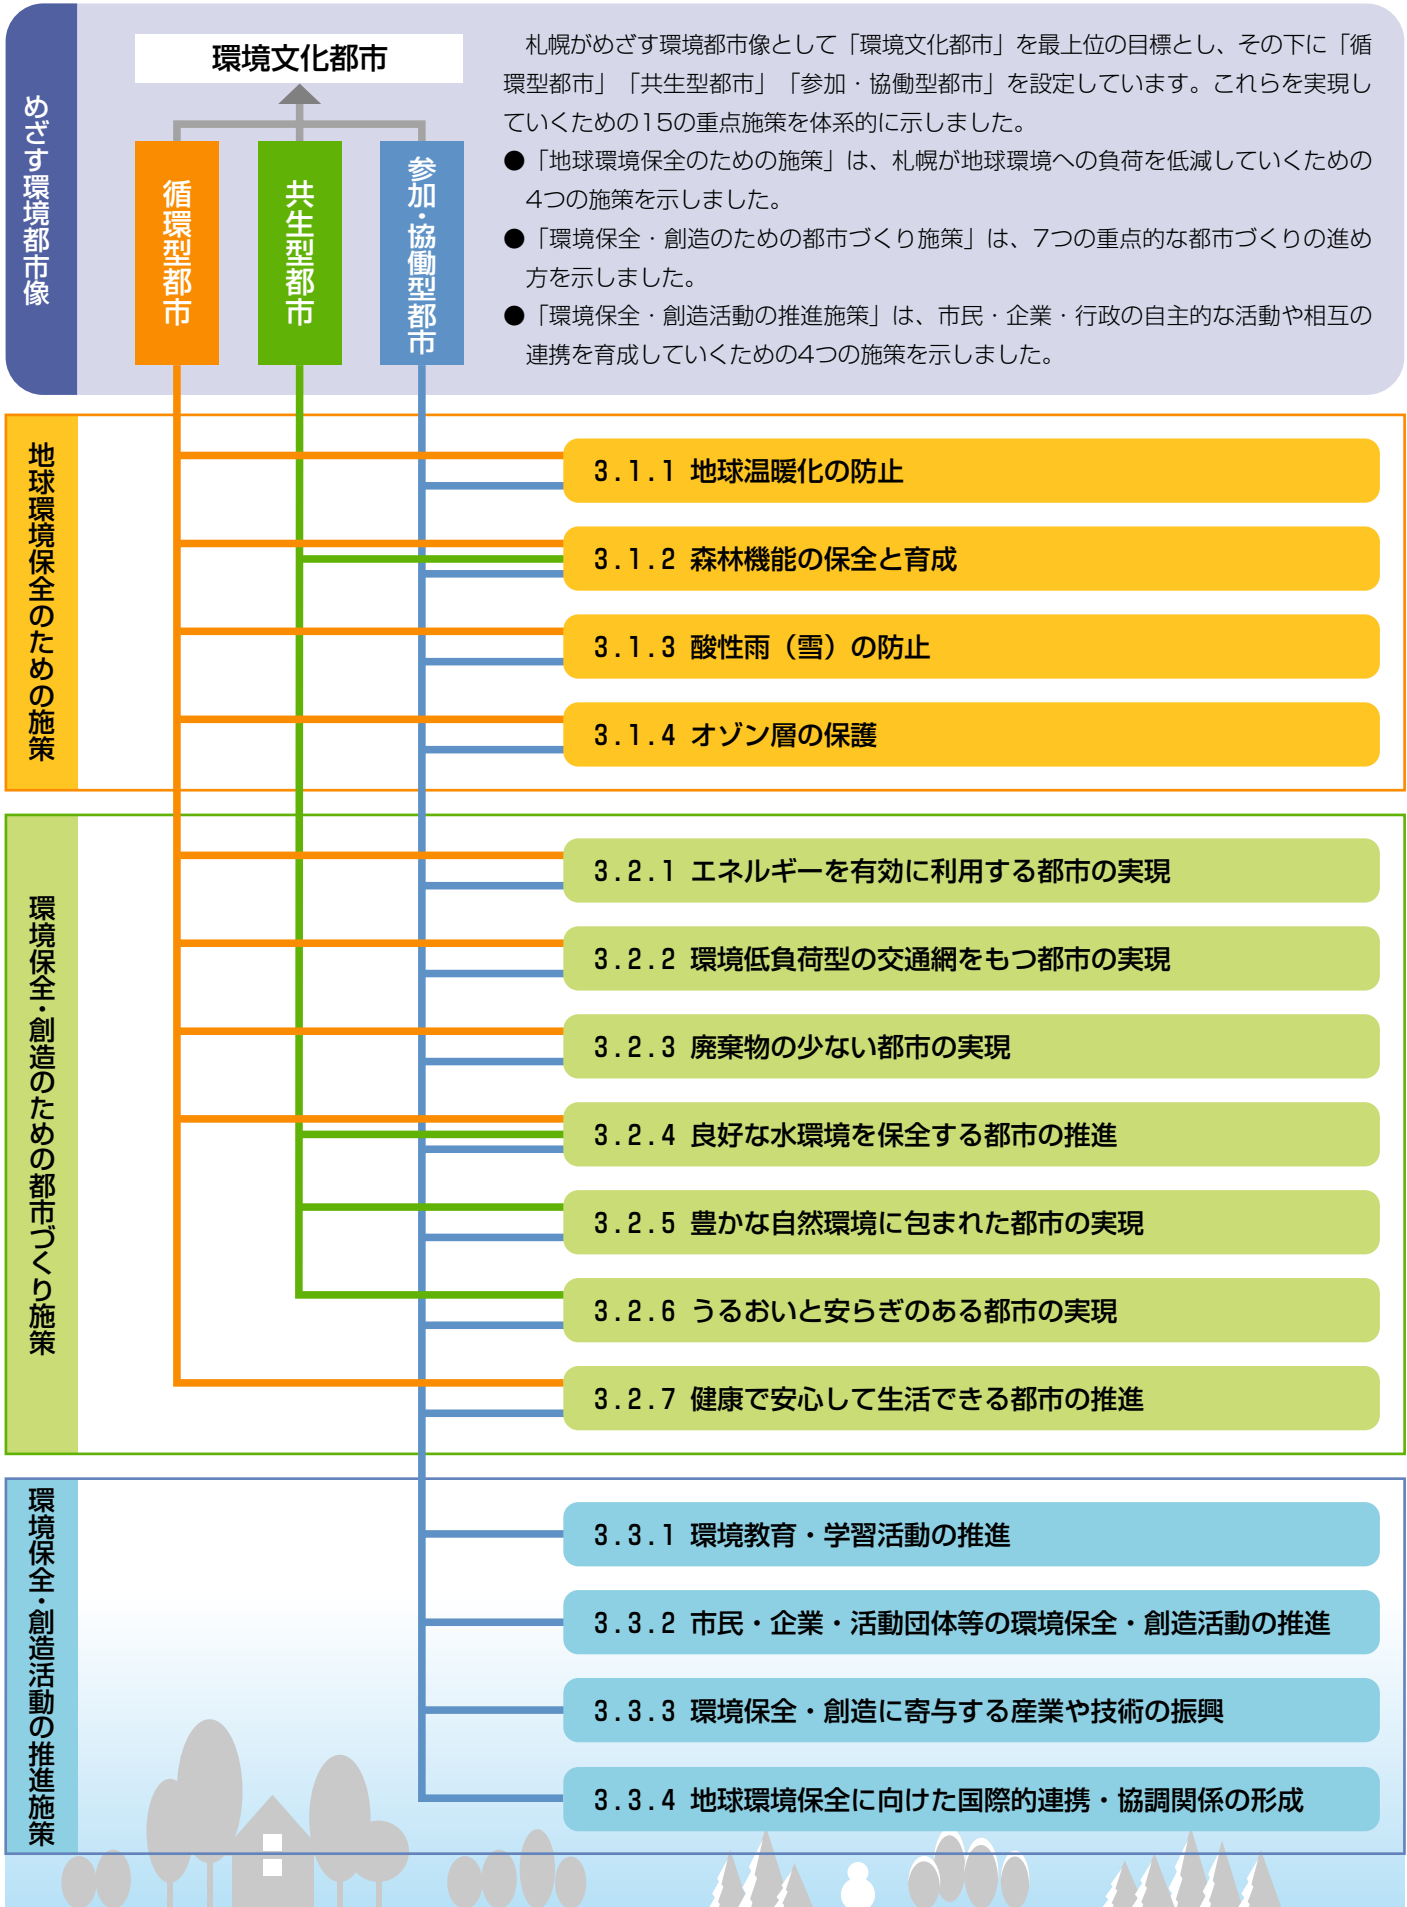 めざす環境都市像
環境文化都市
循環型都市
共生型都市
参加・協働型都市
　札幌がめざす環境都市像として「環境文化都市」を最上位の目標とし、その下に「循
環型都市」「共生型都市」「参加・協働型都市」を設定しています。これらを実現し
ていくための15の重点施策を体系的に示しました。
●「地球環境保全のための施策」は、札幌が地球環境への負荷を低減していくための
4つの施策を示しました。
●「環境保全・創造のための都市づくり施策」は、7つの重点的な都市づくりの進め
方を示しました。
●「環境保全・創造活動の推進施策」は、市民・企業・行政の自主的な活動や相互の
連携を育成していくための4つの施策を示しました。
地球環境保全のための施策
3.1.1 地球温暖化の防止
3.1.2 森林機能の保全と育成
3.1.3 酸性雨（雪）の防止
3.1.4 オゾン層の保護
環境保全・創造のための都市づくり施策
3.2.1 エネルギーを有効に利用する都市の実現
3.2.2 環境低負荷型の交通網をもつ都市の実現
3.2.3 廃棄物の少ない都市の実現
3.2.4 良好な水環境を保全する都市の推進
3.2.5 豊かな自然環境に包まれた都市の実現
3.2.6 うるおいと安らぎのある都市の実現
3.2.7 健康で安心して生活できる都市の推進
環境保全・創造活動の推進施策
3.3.1 環境教育・学習活動の推進
3.3.2 市民・企業・活動団体等の環境保全・創造活動の推進
3.3.3 環境保全・創造に寄与する産業や技術の振興
3.3.4 地球環境保全に向けた国際的連携・協調関係の形成